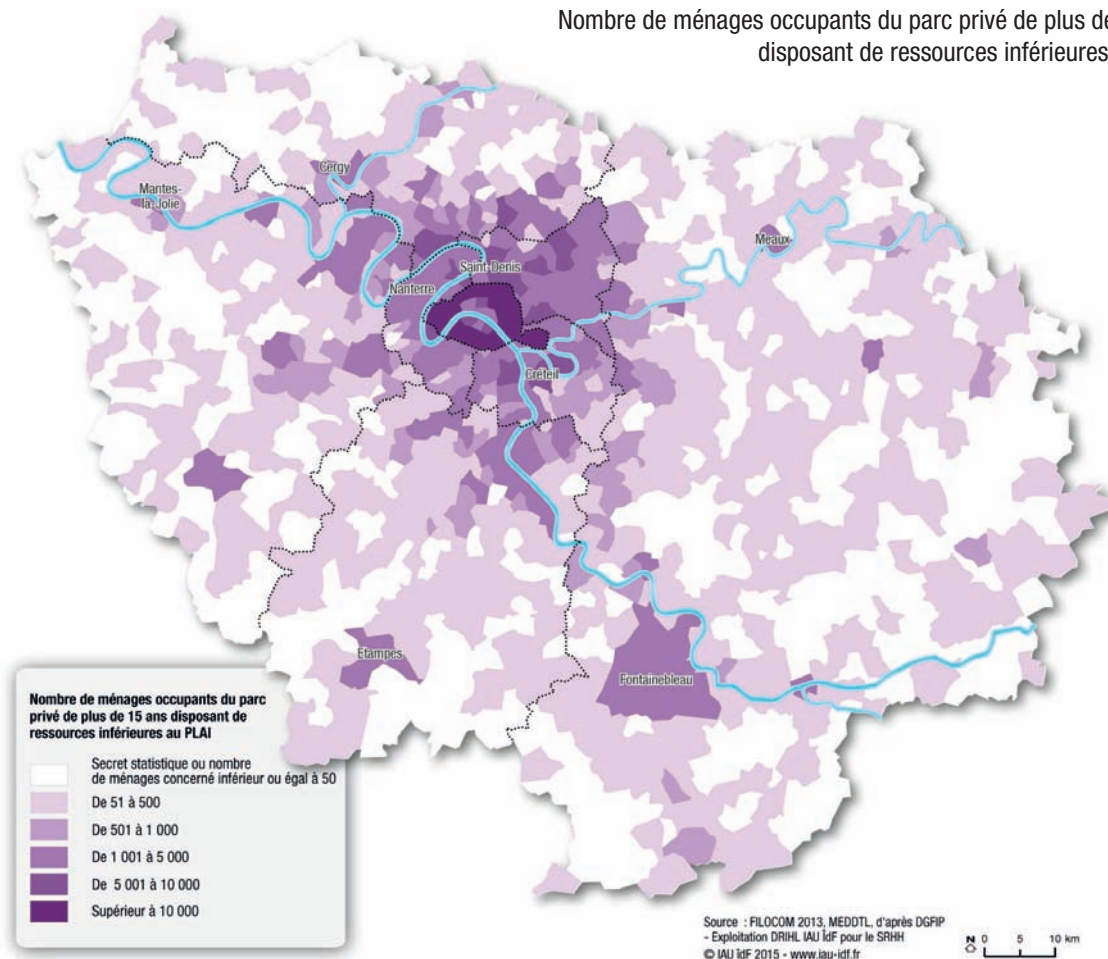 Nombre de ménages occupants du parc privé de plus de
disposant de ressources inférieures
Cergy
Mantes-
la-Jolie
Meaux
Saint-Denis
Nanterre
Créteil
Etampes
Fontainebleau
Nombre de ménages occupants du parc
privé de plus de 15 ans disposant de
ressources inférieures au PLAI
Secret statistique ou nombre
de ménages concerné inférieur ou égal à 50
De 51 à 500
De 501 à 1 000
De 1 001 à 5 000
De 5 001 à 10 000
Supérieur à 10 000
Source : FILOCOM 2013, MEDDTL, d'après DGFIP
- Exploitation DRIHL IAU îdF pour le SRHH
© IAU îdF 2015 - www.iau-idf.fr
N 0 5 10 km